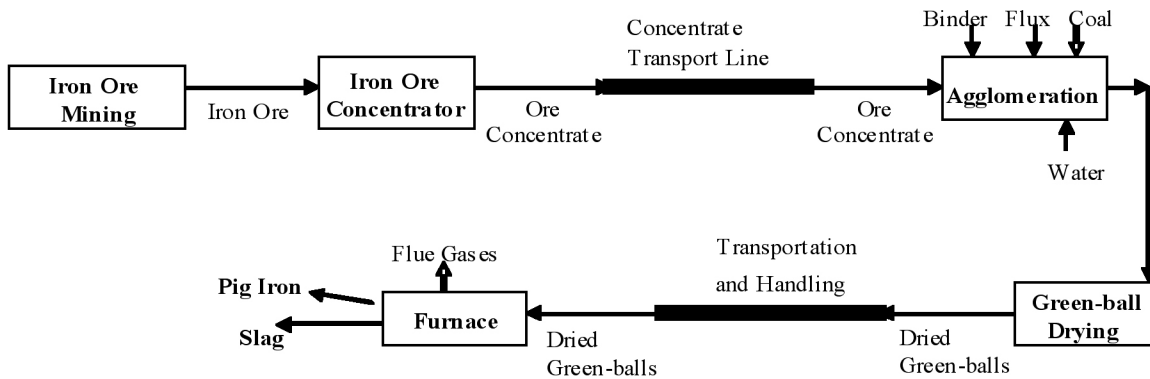 Binder Flux Coal
Concentrate
Transport Line
Iron Ore
Mining
Iron Ore
Iron Ore
Concentrator
Ore
Concentrate
Ore
Concentrate
Agglomeration
Water
Transportation
and Handling
Flue Gases
Pig Iron
Slag
Furnace
Dried
Green-balls
Dried
Green-balls
Green-ball
Drying